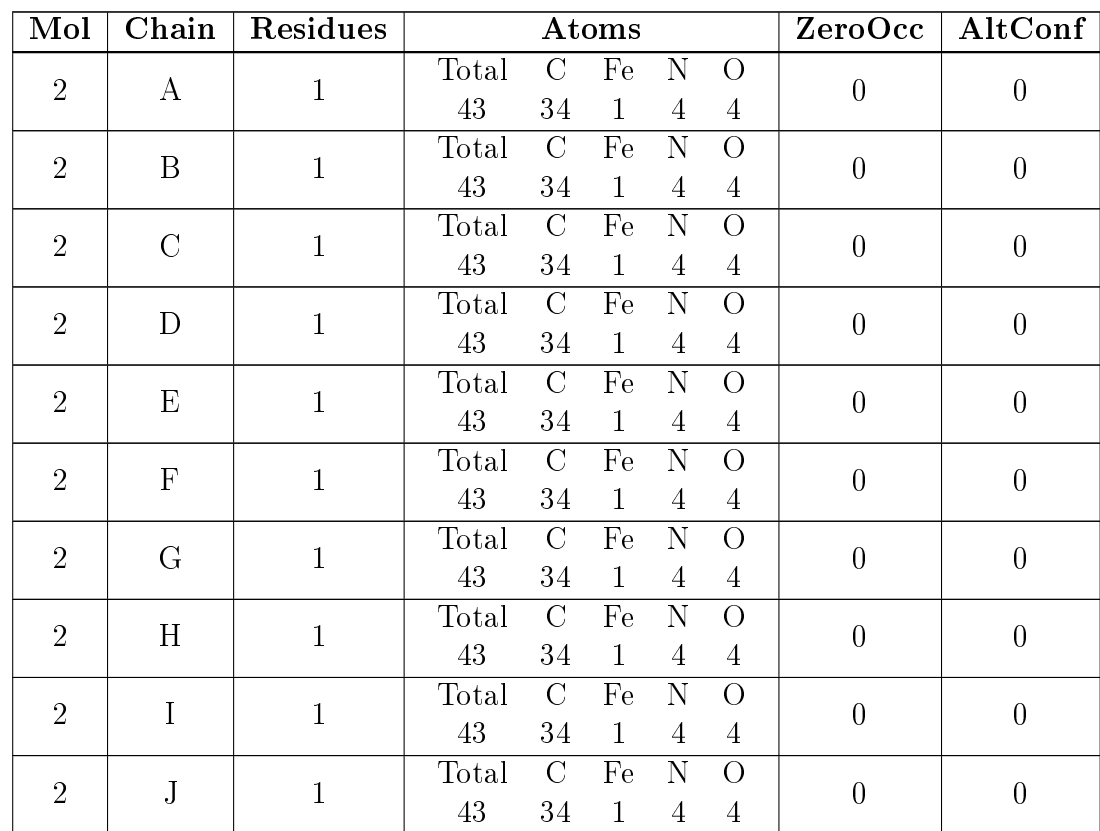 Mol Chain Residues Atoms ZeroOcc AltConf
2 A 1 Total C Fe N O 0 0
43 34 1 4 4
2 B 1 Total C Fe N O 0 0
43 34 1 4 4
2 C 1 Total C Fe N O 0 0
43 34 1 4 4
2 D 1 Total C Fe N O 0 0
43 34 1 4 4
2 E 1 Total C Fe N O 0 0
43 34 1 4 4
2 F 1 Total C Fe N O 0 0
43 34 1 4 4
2 G 1 Total C Fe N O 0 0
43 34 1 4 4
2 H 1 Total C Fe N O 0 0
43 34 1 4 4
2 I 1 Total C Fe N O 0 0
43 34 1 4 4
2 J 1 Total C Fe N O 0 0
43 34 1 4 4